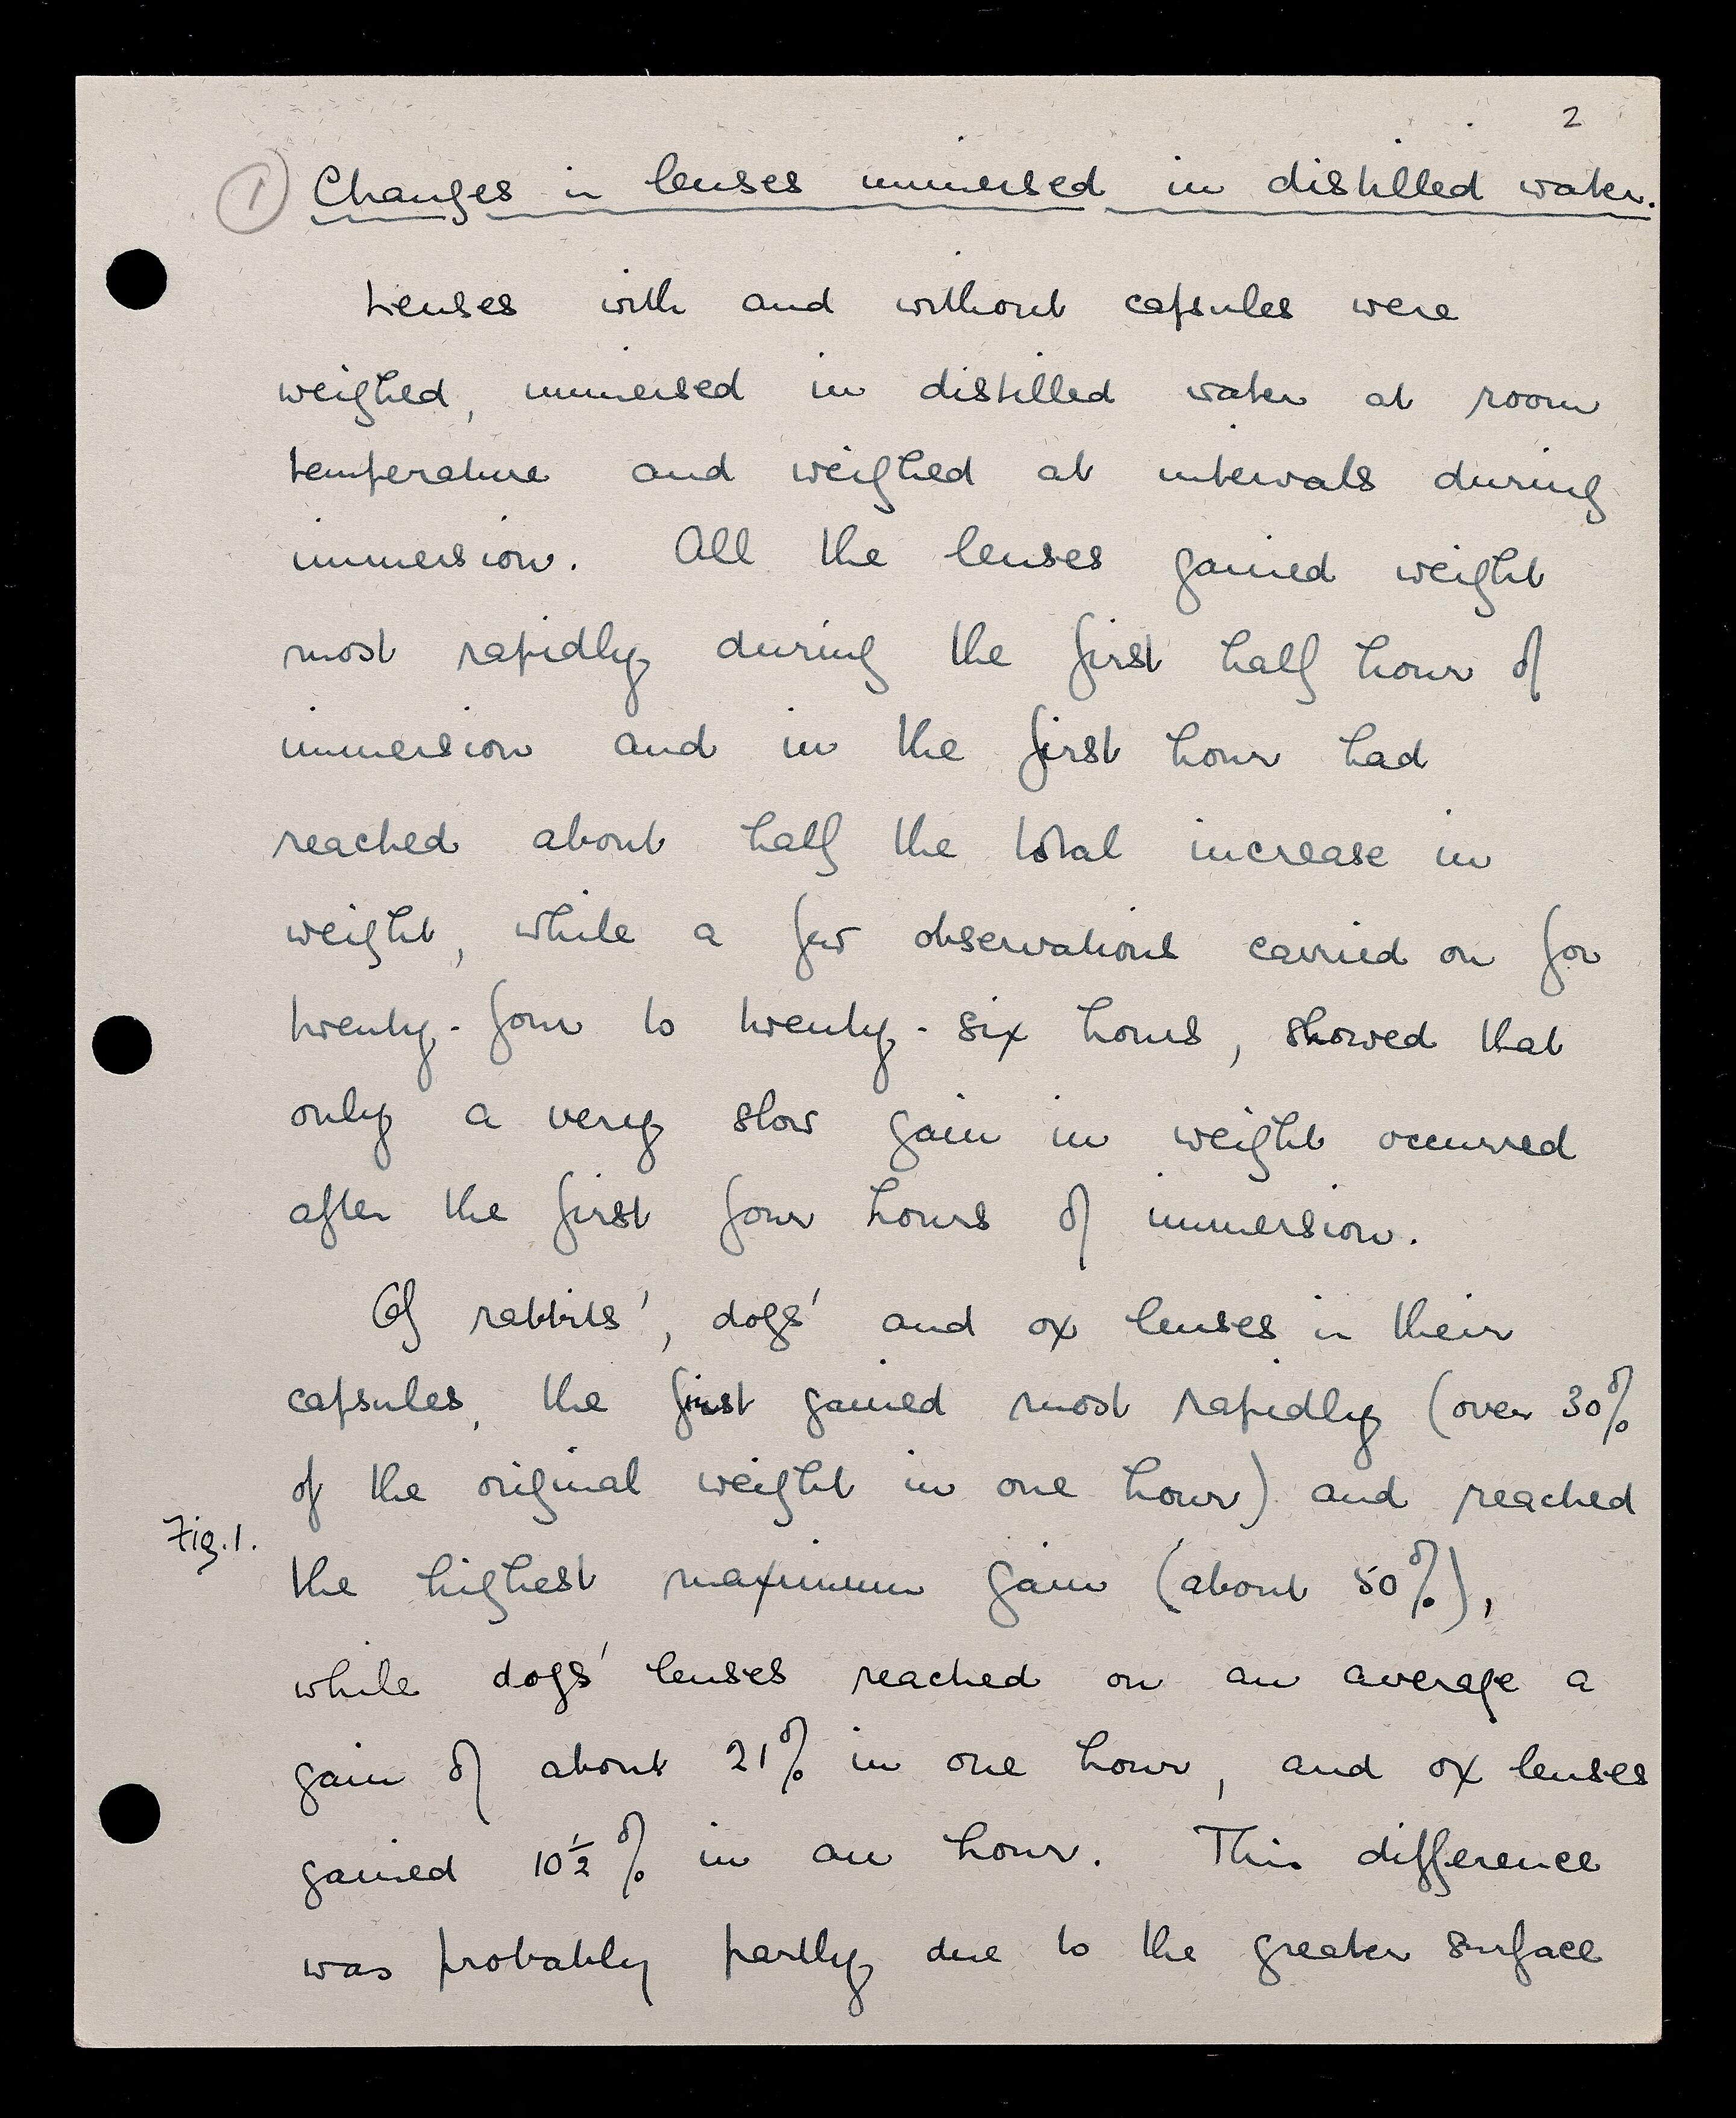 2
① Changes in lenses immersed in distilled water.
Lenses with and without capsules were
weighed, immersed in distilled water at room
temperature and weighed at intervals during
immersion. All the lenses gained weight
most rapidly during the first half hour of
immersion and in the first hour had
reached about half the total increase in
weight, while a few observations carried on for
twenty-four to twenty-six hours, showed that
only a very slow gain in weight occurred
after the first four hours of immersion.
Of rabbits', dogs' and ox lenses in their
capsules, the first gained most rapidly (over 30%
of the original weight in one hour) and reached
Fig. 1.
the highest maximum gain (about 50%),
while dogs' lenses reached on an average a
gain of about 21% in one hour, and ox lenses
gained 10½% in an hour. This difference
was probably partly due to the greater surface